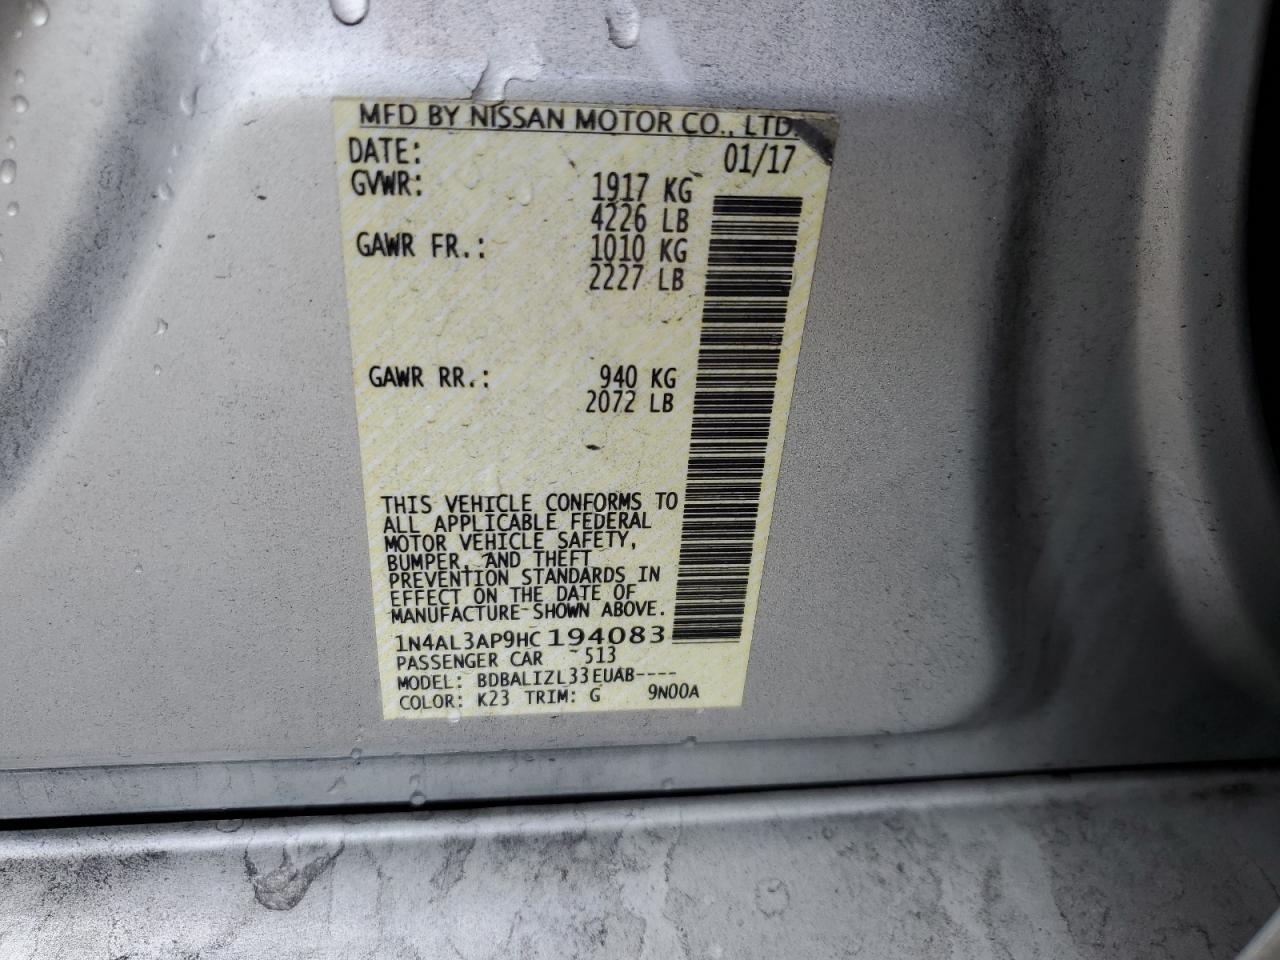 MFD BY NISSAN MOTOR CO., LTD.
DATE: 01/17
GVWR: 1917 KG
4226 LB
GAWR FR.: 1010 KG
2227 LB
GAWR RR.: 940 KG
2072 LB
THIS VEHICLE CONFORMS TO
ALL APPLICABLE FEDERAL
MOTOR VEHICLE SAFETY,
BUMPER, AND THEFT
PREVENTION STANDARDS IN
EFFECT ON THE DATE OF
MANUFACTURE SHOWN ABOVE.
1N4AL3AP9HC194083
PASSENGER CAR 513
MODEL: BDBALIZL33EUAB----
COLOR: K23 TRIM: G 9N00A